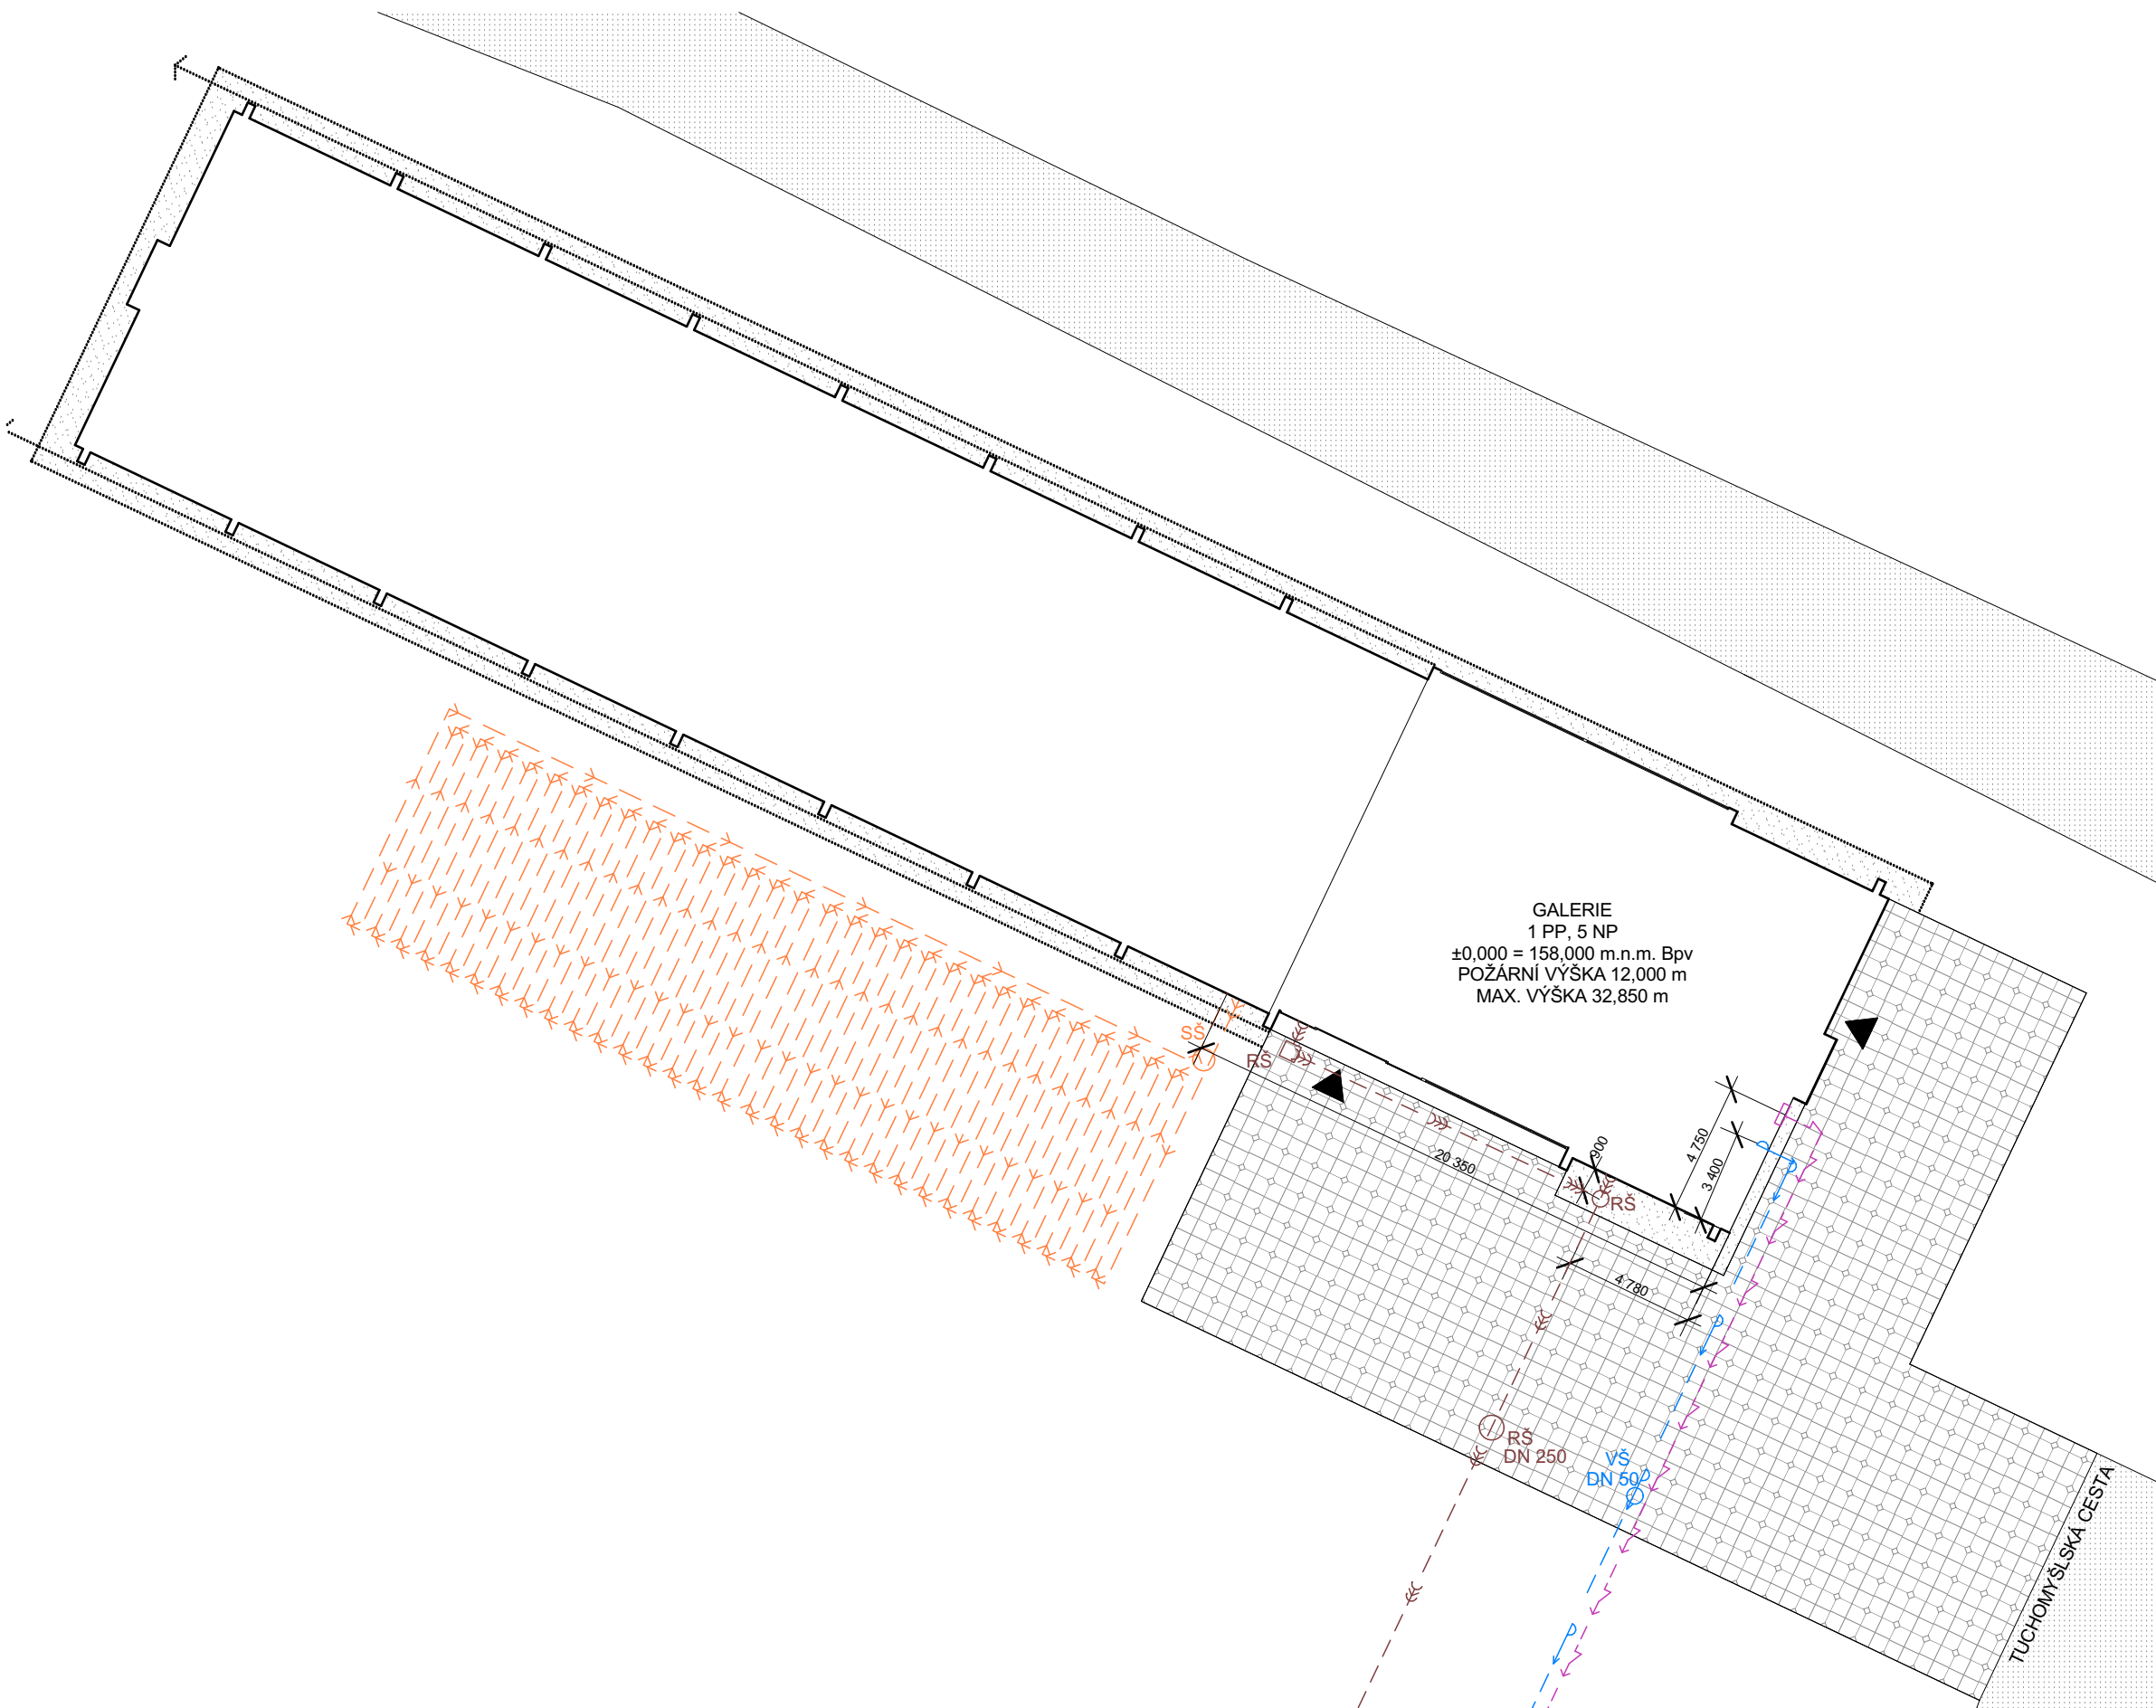 GALERIE
1 PP, 5 NP
±0,000 = 158,000 m.n.m. Bpv
POŽÁRNÍ VÝŠKA 12,000 m
MAX. VÝŠKA 32,850 m
SŠ
RŠ
900
4 750
3 400
20 350
RŠ
4 780
RŠ
DN 250
VŠ
DN 50
TUCHOMYŠLSKÁ CESTA